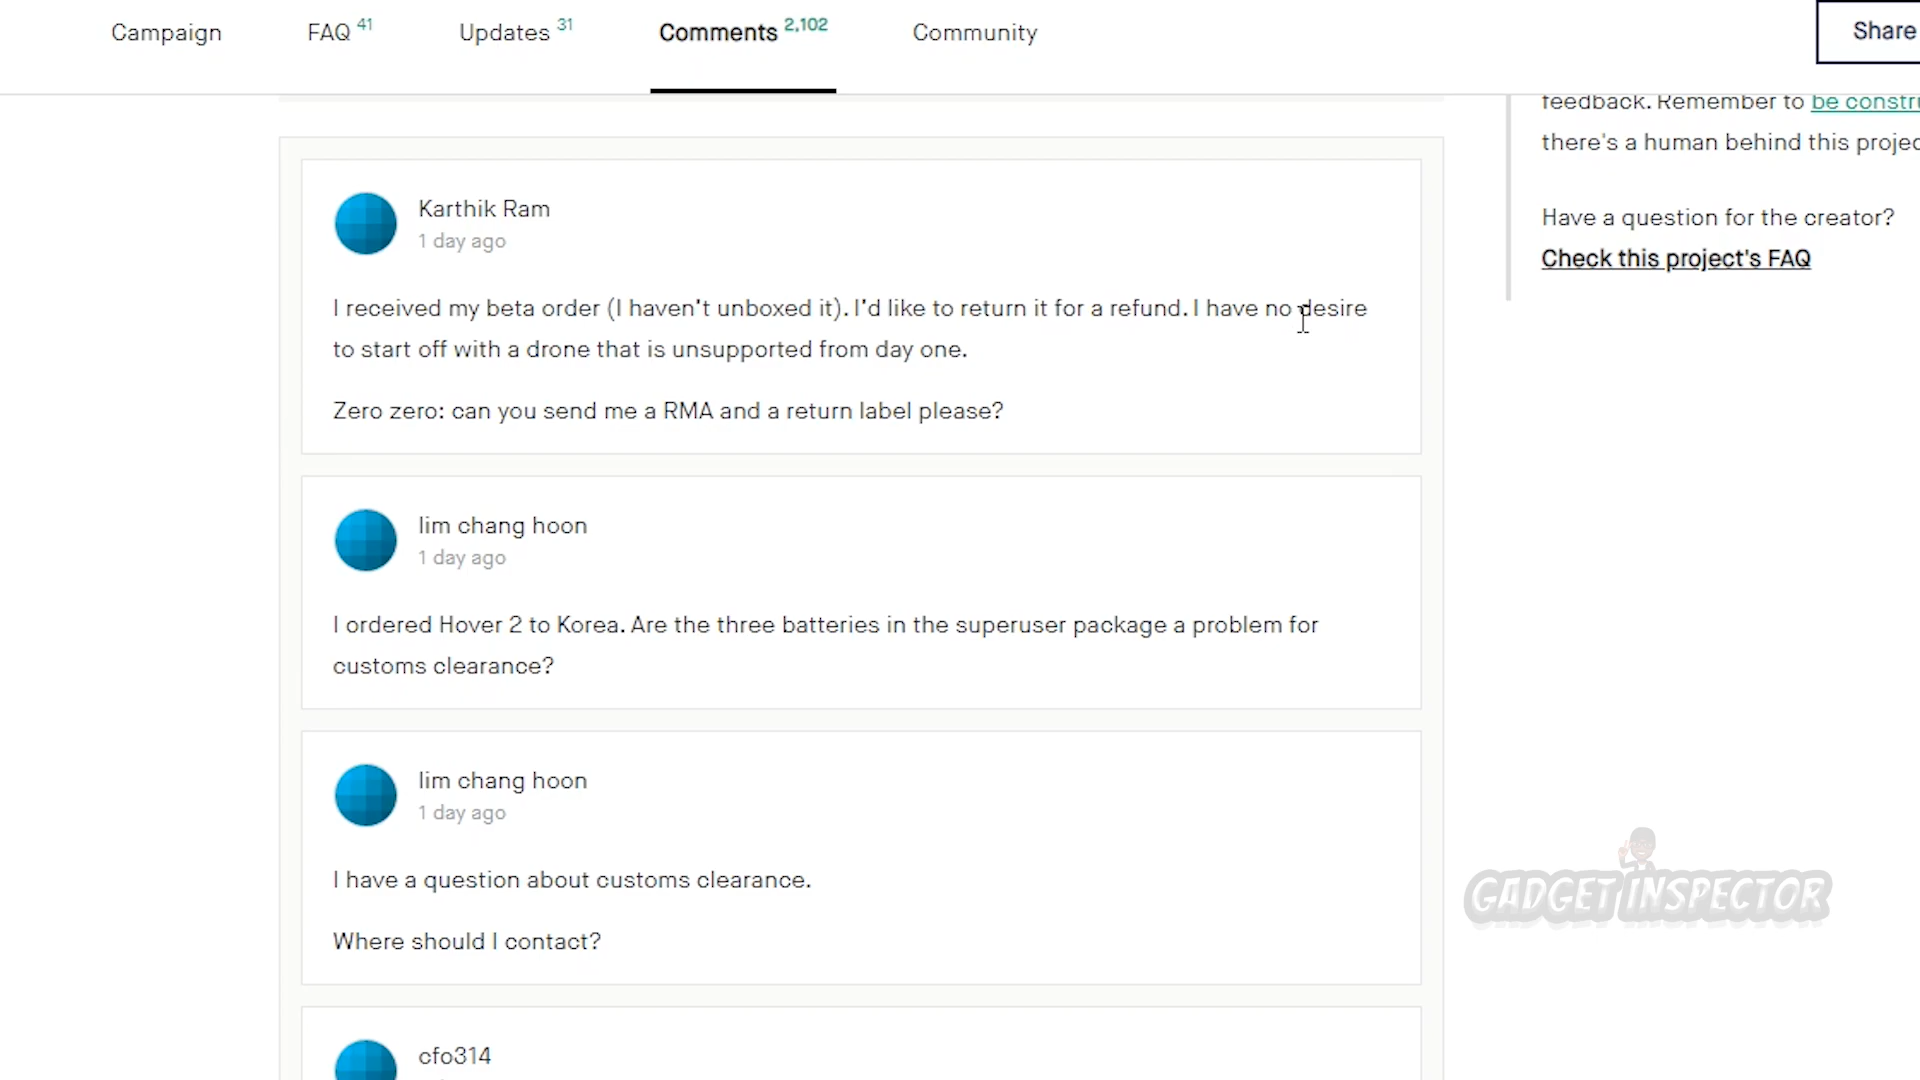 Campaign
FAQ 41
Updates 31
Comments 2,102
Community
Share
feedback. Remember to be constru
there's a human behind this projec
Have a question for the creator?
Check this project's FAQ
Karthik Ram
1 day ago
I received my beta order (I haven't unboxed it). I'd like to return it for a refund. I have no desire
to start off with a drone that is unsupported from day one.
Zero zero: can you send me a RMA and a return label please?
lim chang hoon
1 day ago
I ordered Hover 2 to Korea. Are the three batteries in the superuser package a problem for
customs clearance?
lim chang hoon
1 day ago
I have a question about customs clearance.
Where should I contact?
cfo314
GADGET INSPECTOR